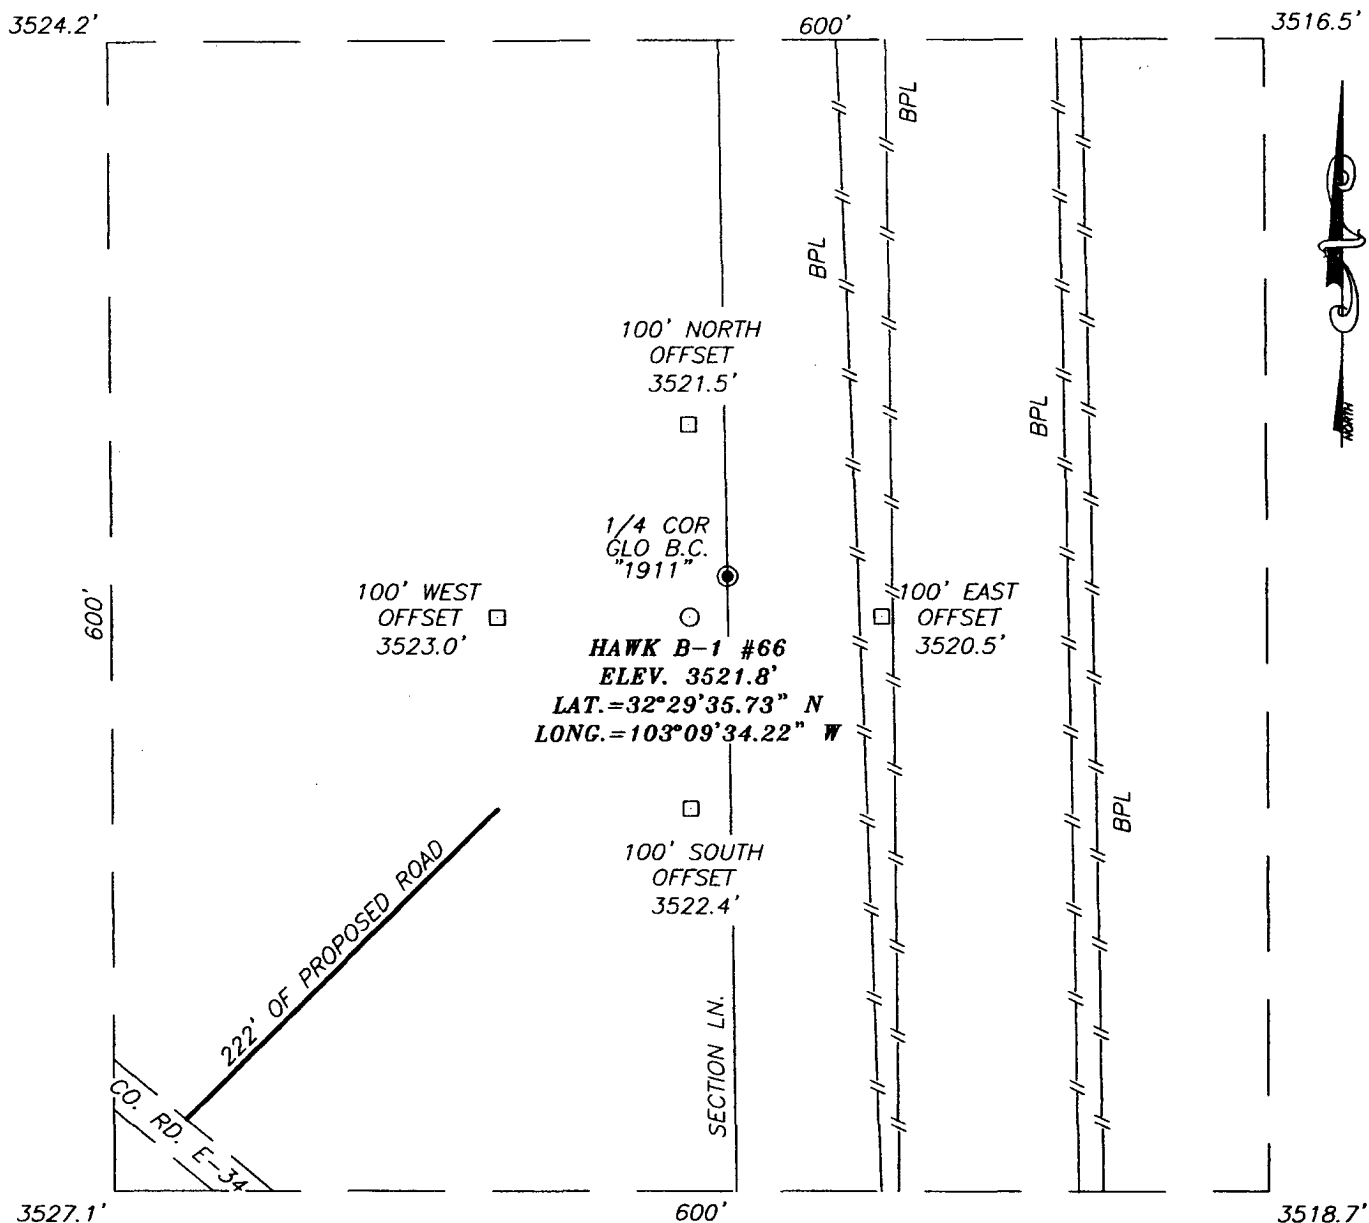 3524.2'
600'
3516.5'
BPL
BPL
NORTH
100' NORTH
OFFSET
3521.5'
BPL
1/4 COR
GLO B.C.
"1911"
600'
100' WEST
OFFSET
3523.0'
100' EAST
OFFSET
3520.5'
HAWK B-1 #66
ELEV. 3521.8'
LAT.=32°29'35.73" N
LONG.=103°09'34.22" W
BPL
100' SOUTH
OFFSET
3522.4'
222' OF PROPOSED ROAD
SECTION LN.
CO. RD. E-34
3527.1'
600'
3518.7'